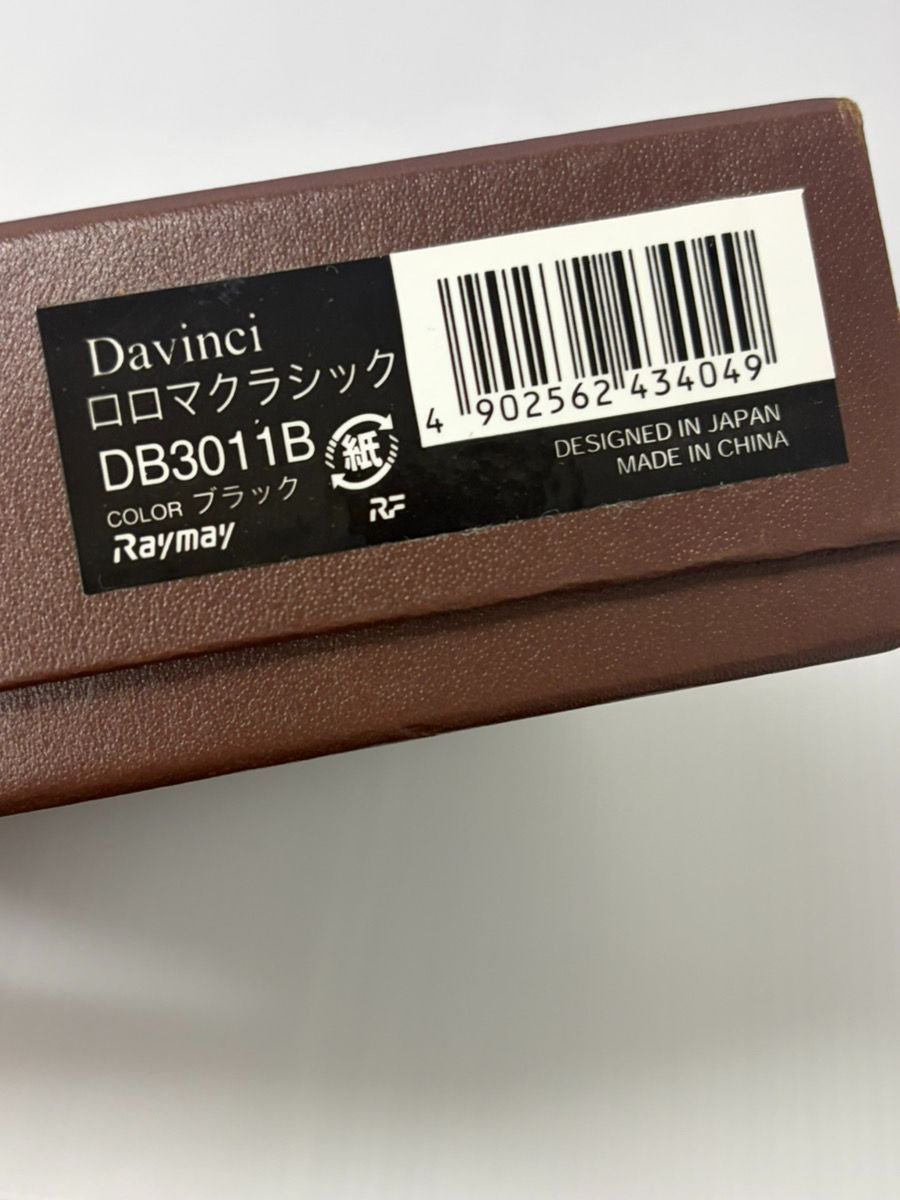 Davinci
ロロマクラシック
DB3011B
紙
COLOR ブラック
Raymay
RF
4 902562 434049
DESIGNED IN JAPAN
MADE IN CHINA